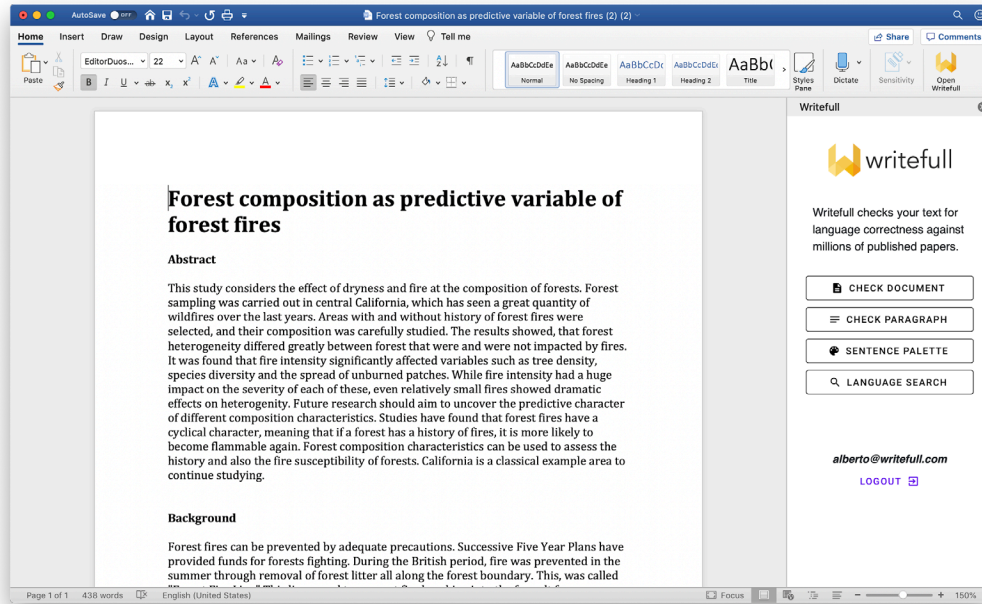 AutoSave OFF
Forest composition as predictive variable of forest fires (2) (2)
Home Insert Draw Design Layout References Mailings Review View Tell me
Share Comments
Paste
EditorDuos... 22
A A Aa A
B I U ab x₂ x² A A
AaBbCcDdEe AaBbCcDdEe AaBbCcDc AaBbCcDdEe AaBb(
Normal No Spacing Heading 1 Heading 2 Title
Styles Pane
Dictate
Sensitivity
Open Writefull
Writefull
writefull
Writefull checks your text for
language correctness against
millions of published papers.
CHECK DOCUMENT
CHECK PARAGRAPH
SENTENCE PALETTE
LANGUAGE SEARCH
alberto@writefull.com
LOGOUT
Forest composition as predictive variable of
forest fires
Abstract
This study considers the effect of dryness and fire at the composition of forests. Forest
sampling was carried out in central California, which has seen a great quantity of
wildfires over the last years. Areas with and without history of forest fires were
selected, and their composition was carefully studied. The results showed, that forest
heterogeneity differed greatly between forest that were and were not impacted by fires.
It was found that fire intensity significantly affected variables such as tree density,
species diversity and the spread of unburned patches. While fire intensity had a huge
impact on the severity of each of these, even relatively small fires showed dramatic
effects on heterogenity. Future research should aim to uncover the predictive character
of different composition characteristics. Studies have found that forest fires have a
cyclical character, meaning that if a forest has a history of fires, it is more likely to
become flammable again. Forest composition characteristics can be used to assess the
history and also the fire susceptibility of forests. California is a classical example area to
continue studying.
Background
Forest fires can be prevented by adequate precautions. Successive Five Year Plans have
provided funds for forests fighting. During the British period, fire was prevented in the
summer through removal of forest litter all along the forest boundary. This, was called
Page 1 of 1 438 words English (United States)
Focus 150%